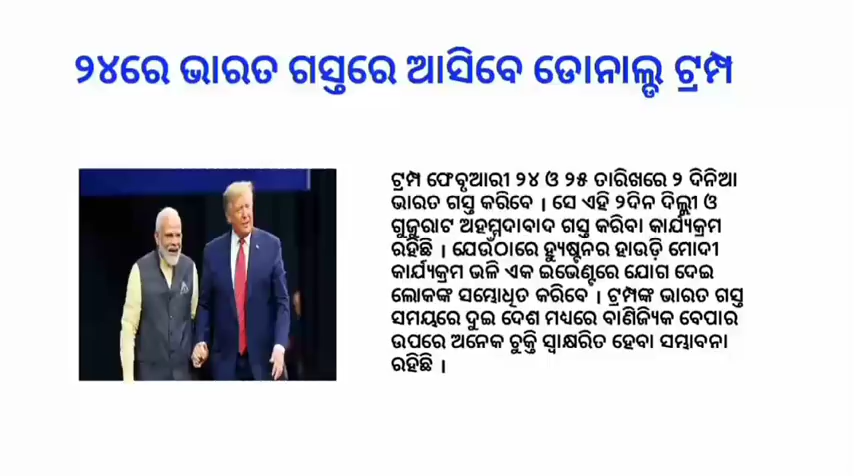 ୨୪ରେ ଭାରତ ଗସ୍ତରେ ଆସିବେ ଡୋନାଲ୍ଡ ଟ୍ରମ୍ପ
ଟ୍ରମ୍ପ ଫେବୃଆରୀ ୨୪ ଓ ୨୫ ତାରିଖରେ ୨ ଦିନିଆ
ଭାରତ ଗସ୍ତ କରିବେ । ସେ ଏହି ୨ଦିନ ଦିଲ୍ଲୀ ଓ
ଗୁଜୁରାଟ ଅହମ୍ମଦାବାଦ ଗସ୍ତ କରିବା କାର୍ଯ୍ୟକ୍ରମ
ରହିଛି । ଯେଉଁଠାରେ ହ୍ୟୁଷ୍ଟନର ହାଉଡ଼ି ମୋଦୀ
କାର୍ଯ୍ୟକ୍ରମ ଭଳି ଏକ ଇଭେଣ୍ଟରେ ଯୋଗ ଦେଇ
ଲୋକଙ୍କ ସମ୍ବୋଧିତ କରିବେ । ଟ୍ରମ୍ପଙ୍କ ଭାରତ ଗସ୍ତ
ସମୟରେ ଦୁଇ ଦେଶ ମଧ୍ୟରେ ବାଣିଜ୍ୟିକ ବେପାର
ଉପରେ ଅନେକ ଚୁକ୍ତି ସ୍ୱାକ୍ଷରିତ ହେବା ସମ୍ଭାବନା
ରହିଛି ।